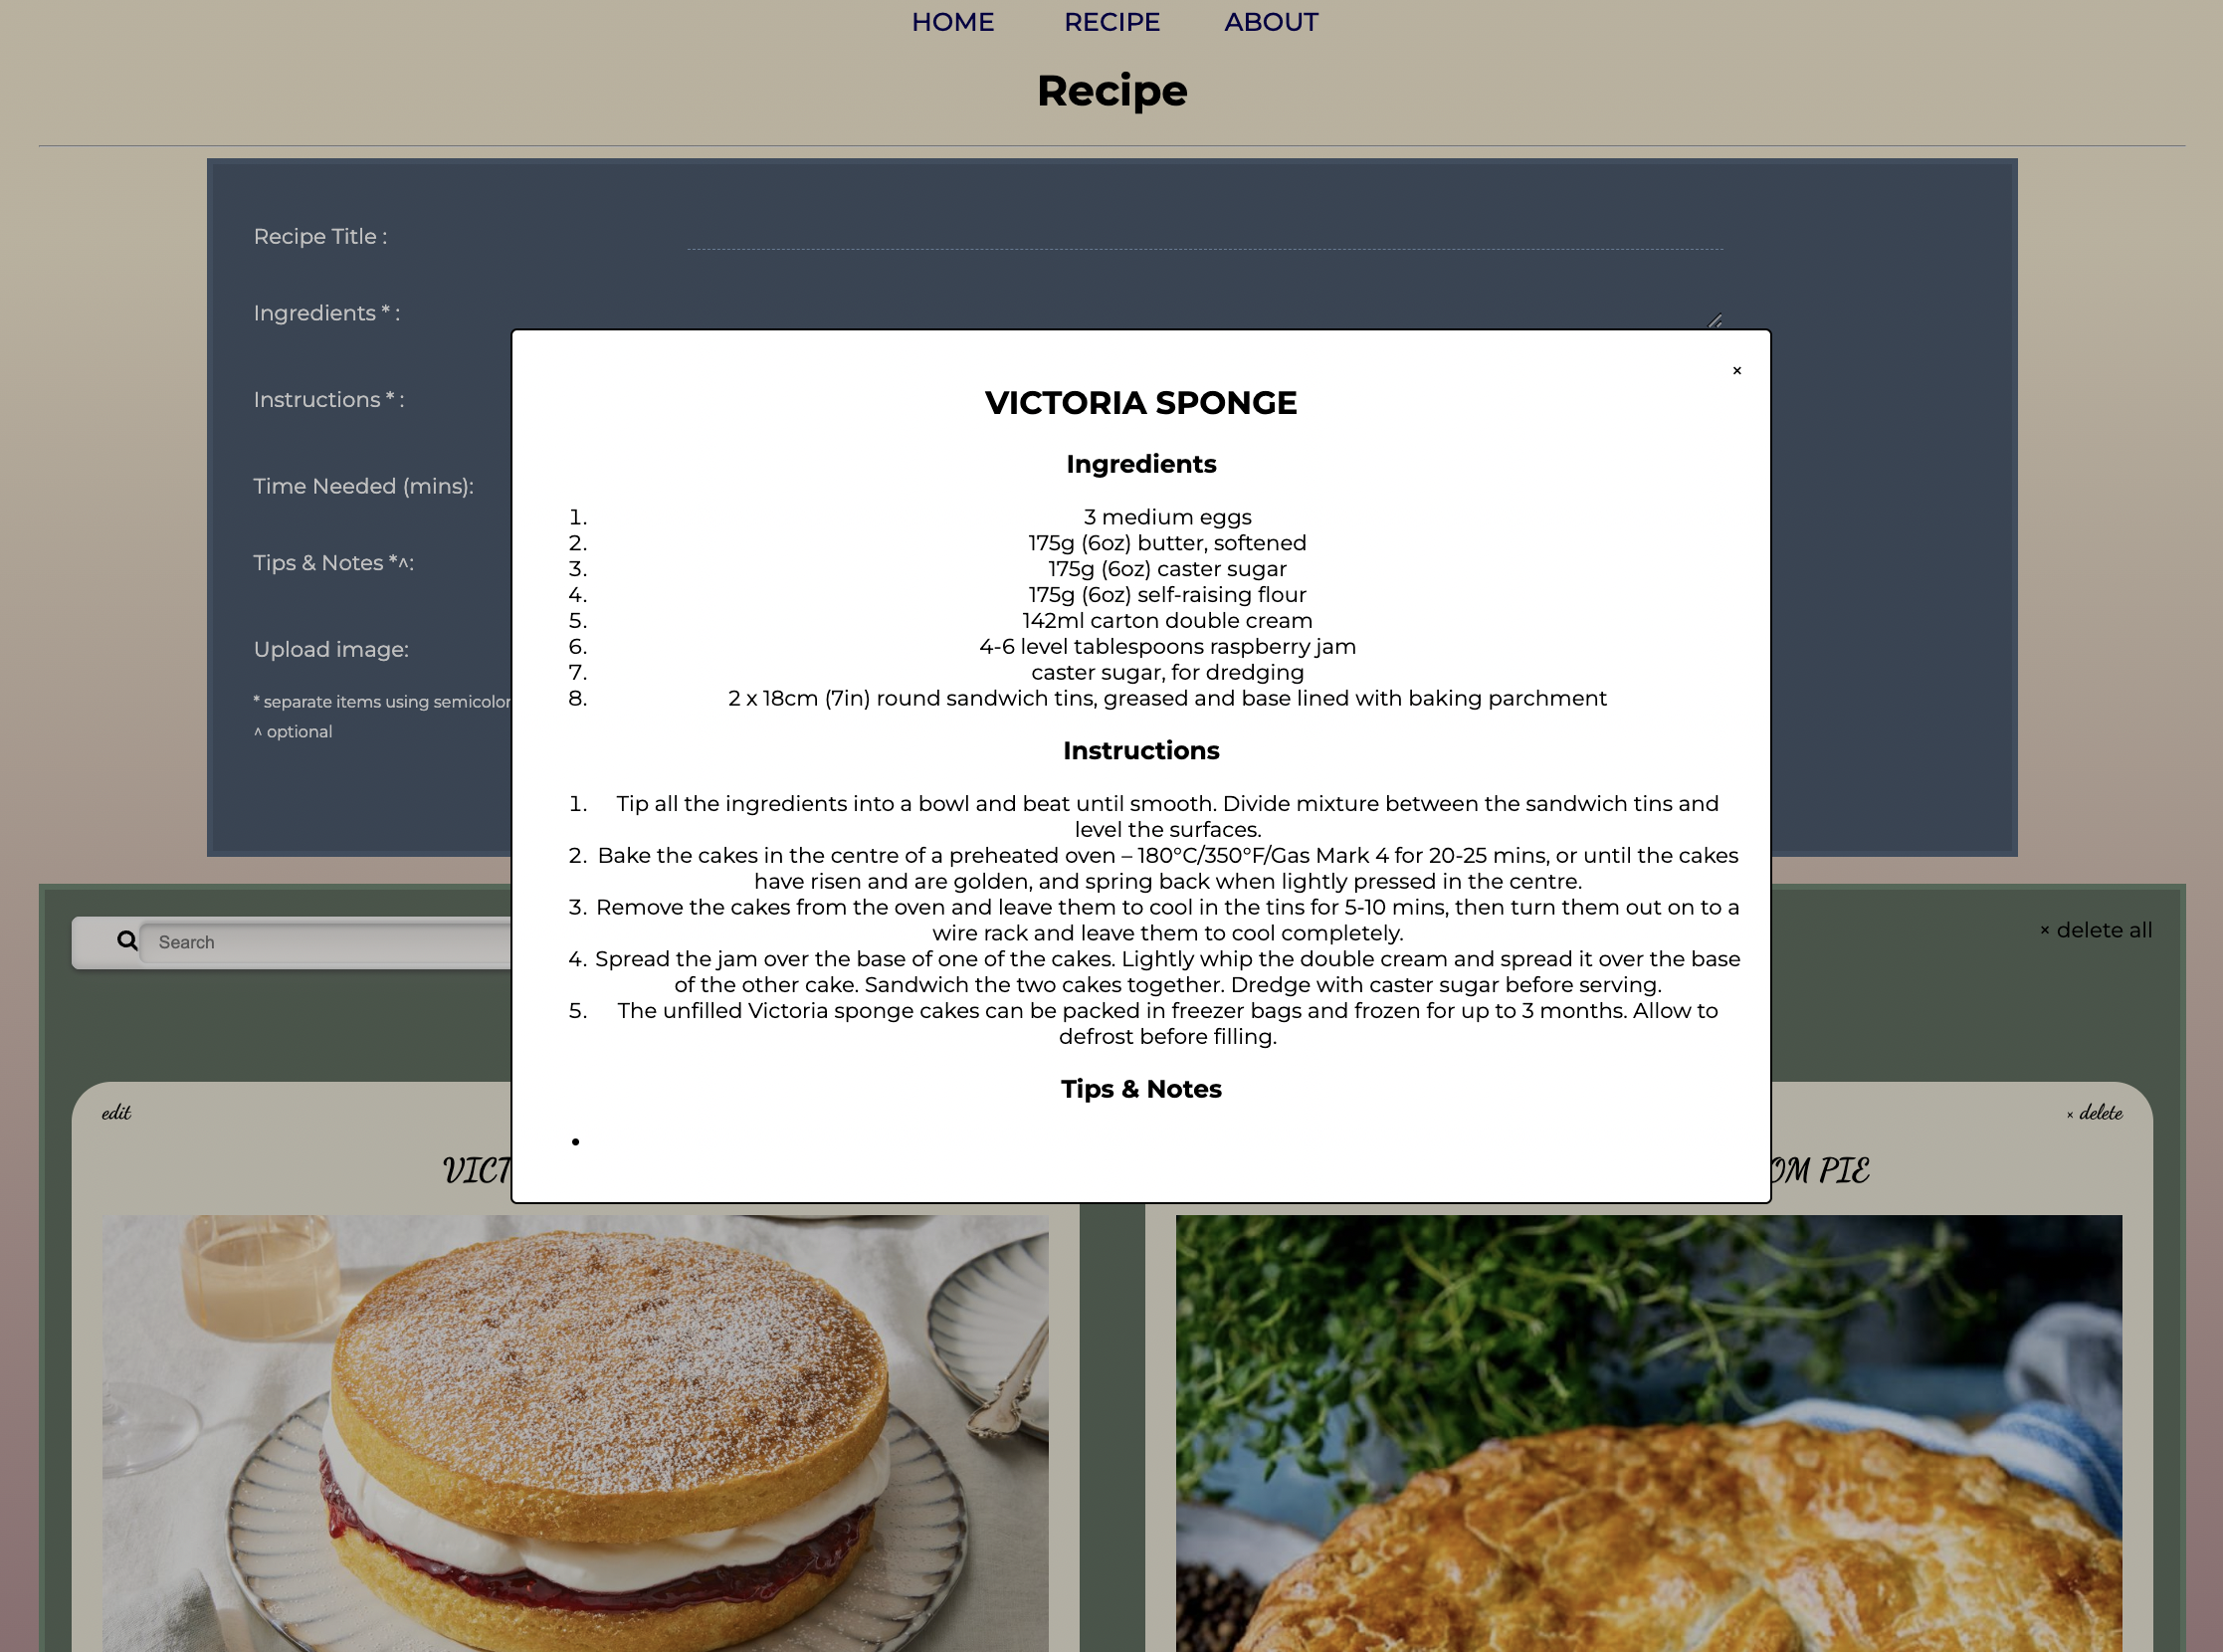 HOME RECIPE ABOUT
Recipe
Recipe Title :
Ingredients * :
Instructions * :
Time Needed (mins):
Tips & Notes *^:
Upload image:
* separate items using
^ optional
×
VICTORIA SPONGE
Ingredients
1. 3 medium eggs
2. 175g (6oz) butter, softened
3. 175g (6oz) caster sugar
4. 175g (6oz) self-raising flour
5. 142ml carton double cream
6. 4-6 level tablespoons raspberry jam
7. caster sugar, for dredging
8. 2 x 18cm (7in) round sandwich tins, greased and base lined with baking parchment
Instructions
1. Tip all the ingredients into a bowl and beat until smooth. Divide mixture between the sandwich tins and
level the surfaces.
2. Bake the cakes in the centre of a preheated oven – 180°C/350°F/Gas Mark 4 for 20-25 mins, or until the cakes
have risen and are golden, and spring back when lightly pressed in the centre.
3. Remove the cakes from the oven and leave them to cool in the tins for 5-10 mins, then turn them out on to a
wire rack and leave them to cool completely.
4. Spread the jam over the base of one of the cakes. Lightly whip the double cream and spread it over the base
of the other cake. Sandwich the two cakes together. Dredge with caster sugar before serving.
5. The unfilled Victoria sponge cakes can be packed in freezer bags and frozen for up to 3 months. Allow to
defrost before filling.
Tips & Notes
•
Search
× delete all
edit
× delete
PIE